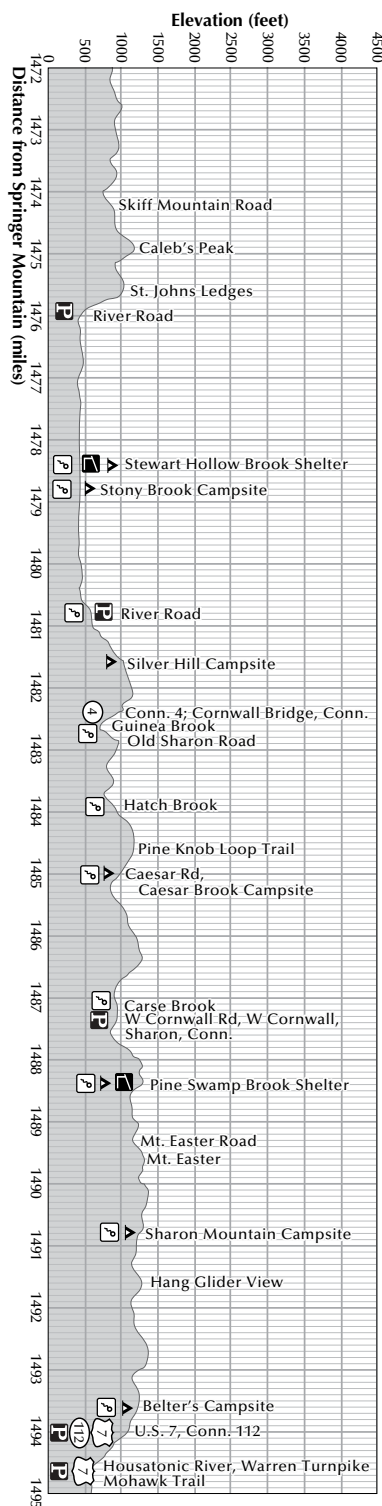 Elevation (feet)
0
500
1000
1500
2000
2500
3000
3500
4000
4500
Distance from Springer Mountain (miles)
1472
1473
1474
Skiff Mountain Road
Caleb's Peak
1475
St. Johns Ledges
P
River Road
1476
1477
1478
Stewart Hollow Brook Shelter
Stony Brook Campsite
1479
1480
P
River Road
1481
Silver Hill Campsite
1482
4
Conn. 4; Cornwall Bridge, Conn.
Guinea Brook
Old Sharon Road
1483
Hatch Brook
1484
Pine Knob Loop Trail
1485
Caesar Rd,
Caesar Brook Campsite
1486
1487
Carse Brook
P
W Cornwall Rd, W Cornwall,
Sharon, Conn.
1488
Pine Swamp Brook Shelter
1489
Mt. Easter Road
Mt. Easter
1490
Sharon Mountain Campsite
1491
Hang Glider View
1492
1493
Belter's Campsite
1494
P
112
7
U.S. 7, Conn. 112
P
7
Housatonic River, Warren Turnpike
Mohawk Trail
1495